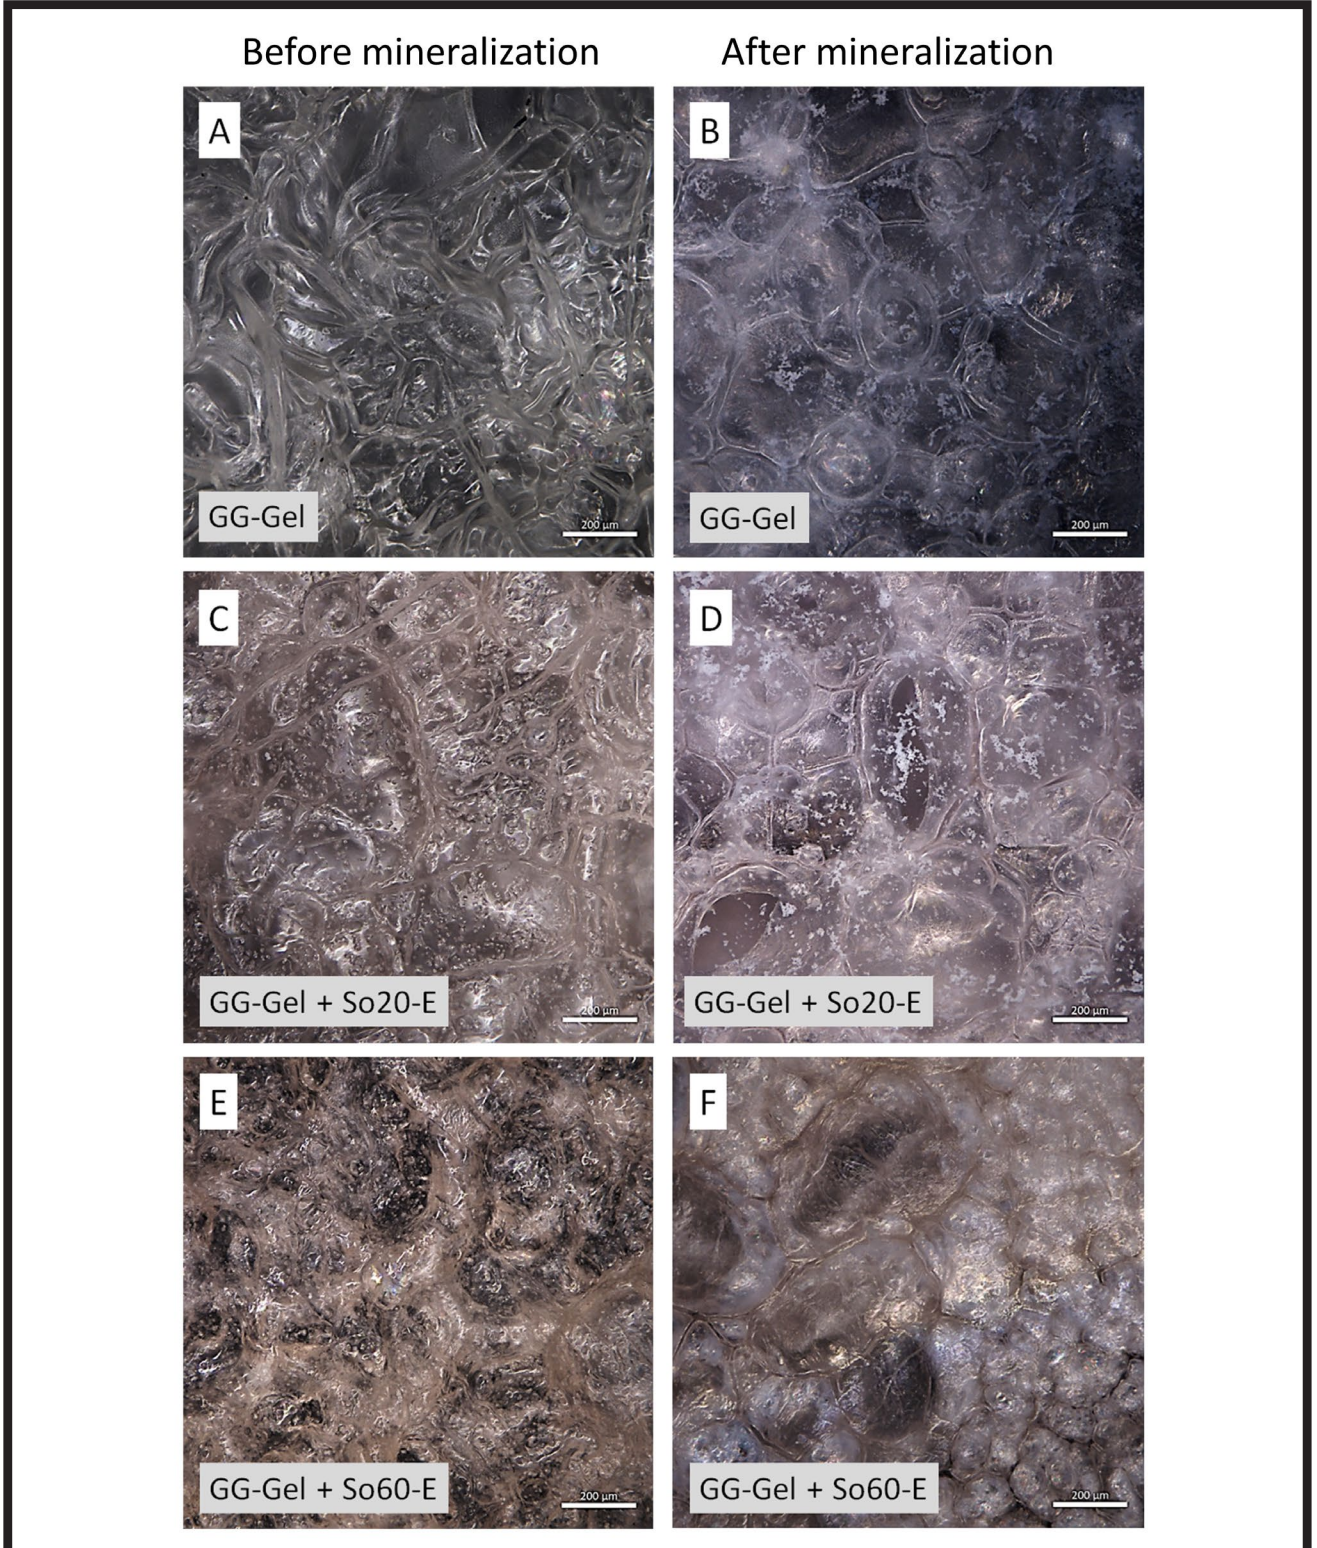 Before mineralization
After mineralization
A
GG-Gel
200 µm
B
GG-Gel
200 µm
C
GG-Gel + So20-E
200 µm
D
GG-Gel + So20-E
200 µm
E
GG-Gel + So60-E
200 µm
F
GG-Gel + So60-E
200 µm